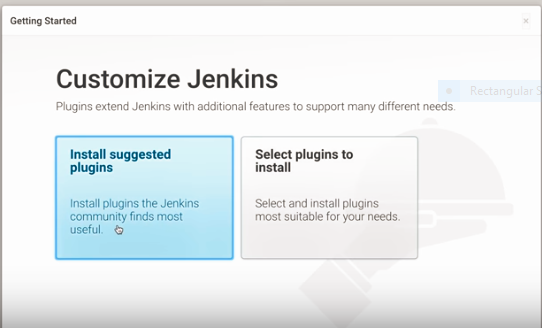 Getting Started
×
Customize Jenkins
Rectangular S
Plugins extend Jenkins with additional features to support many different needs.
Install suggested
plugins
Install plugins the Jenkins
community finds most
useful.
Select plugins to
install
Select and install plugins
most suitable for your needs.